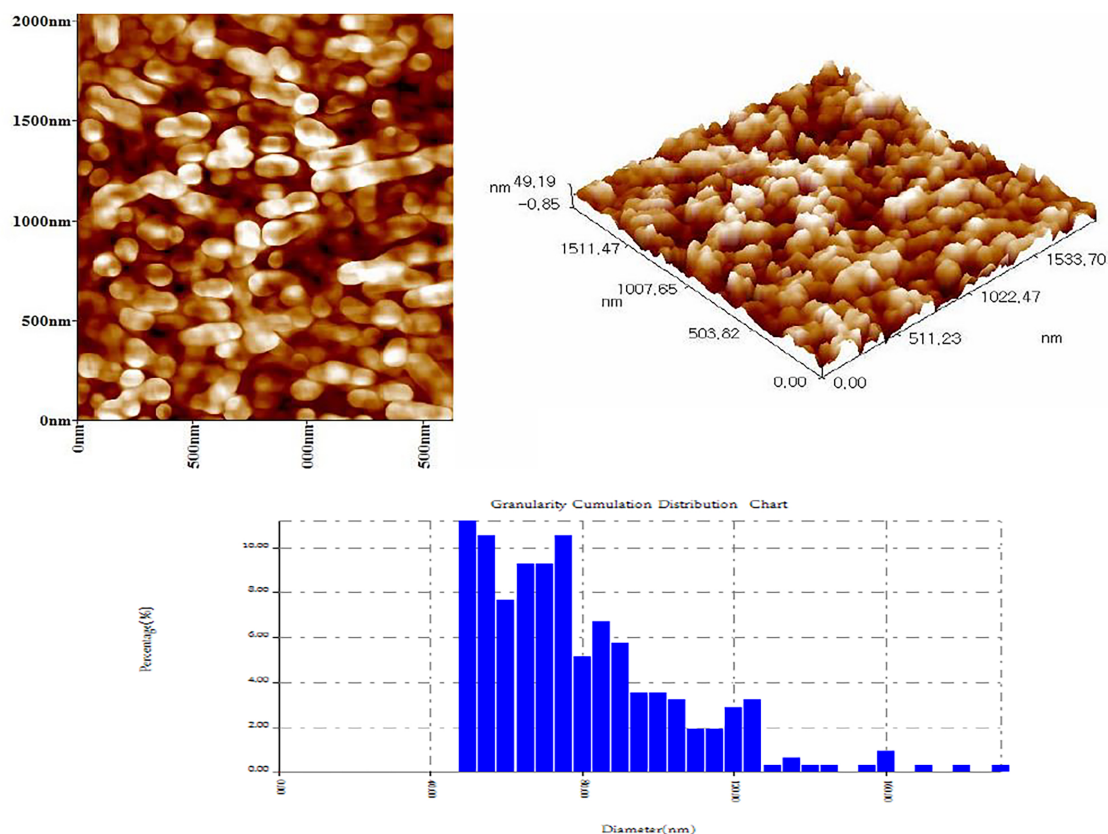 2000nm
1500nm
1000nm
500nm
0nm
0nm
500nm
000nm
500nm
nm 49.19
-0.85
1511.47
1007.65
nm
503.82
0.00
0.00
511.23
1022.47
nm
1533.70
Granularity Cumulation Distribution Chart
Percentage(%)
10.00
8.00
6.00
4.00
2.00
0.00
Diameter(nm)